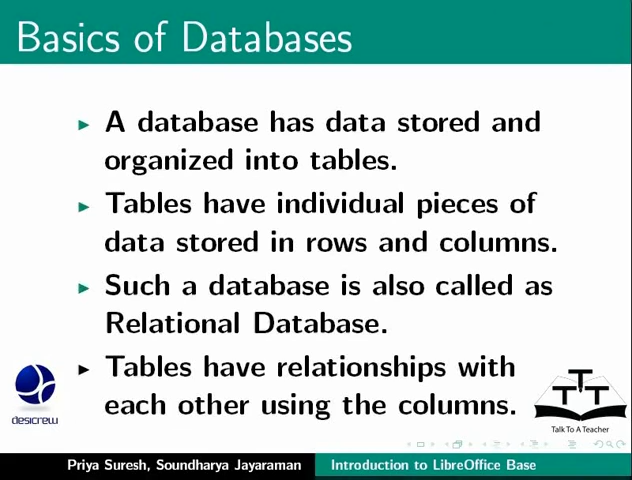 Basics of Databases
A database has data stored and
organized into tables.
Tables have individual pieces of
data stored in rows and columns.
Such a database is also called as
Relational Database.
Tables have relationships with
each other using the columns.
desicrew
TTT
Talk To A Teacher
Priya Suresh, Soundharya Jayaraman
Introduction to LibreOffice Base